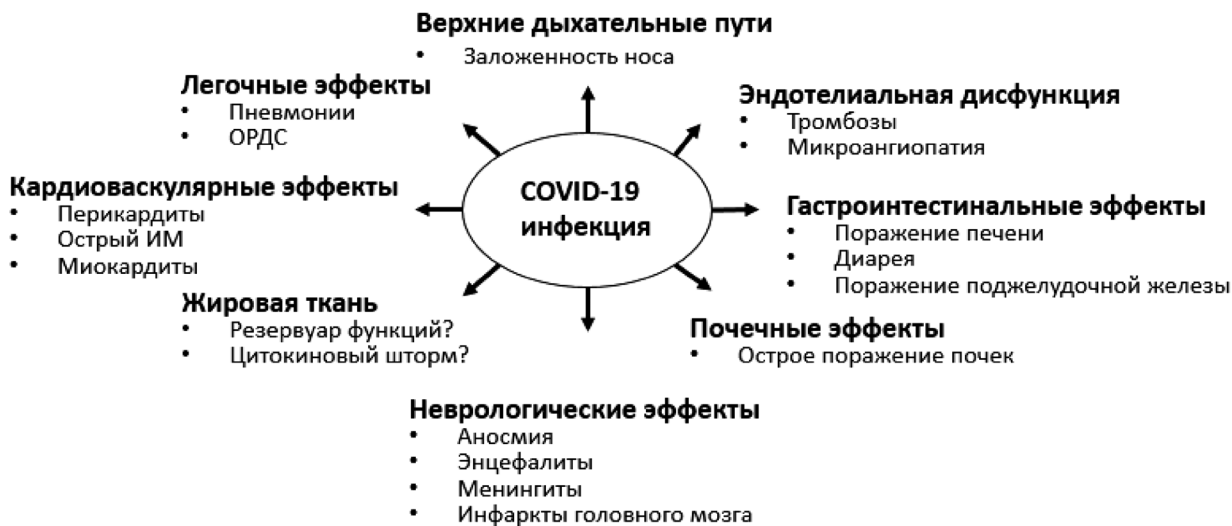 Верхние дыхательные пути
• Заложенность носа
Легочные эффекты
• Пневмонии
• ОРДС
Эндотелиальная дисфункция
• Тромбозы
• Микроангиопатия
Кардиоваскулярные эффекты
• Перикардиты
• Острый ИМ
• Миокардиты
COVID-19
инфекция
Гастроинтестинальные эффекты
• Поражение печени
• Диарея
• Поражение поджелудочной железы
Жировая ткань
• Резервуар функций?
• Цитокиновый шторм?
Почечные эффекты
• Острое поражение почек
Неврологические эффекты
• Аносмия
• Энцефалиты
• Менингиты
• Инфаркты головного мозга